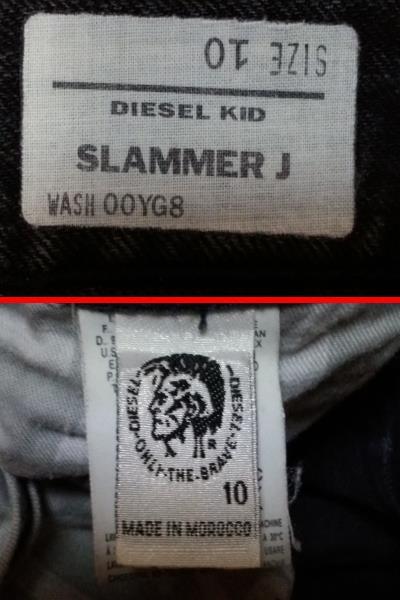 SIZE 10
DIESEL KID
SLAMMER J
WASH 00YG8
DIESEL
DIESEL
ONLY-THE-BRAVE
R
10
MADE IN MOROCCO